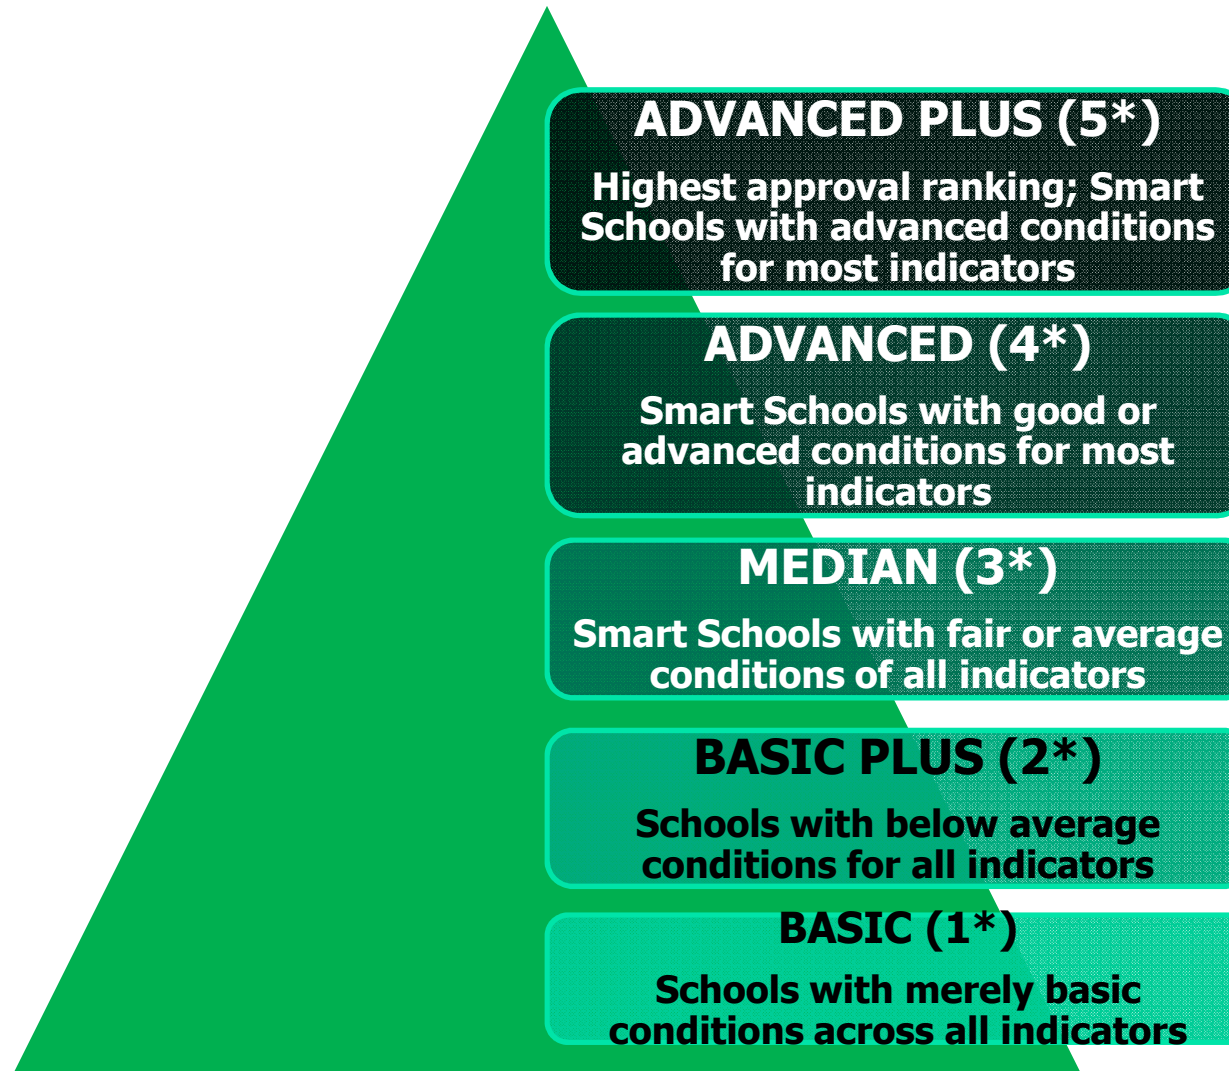 ADVANCED PLUS (5*)
Highest approval ranking; Smart
Schools with advanced conditions
for most indicators
ADVANCED (4*)
Smart Schools with good or
advanced conditions for most
indicators
MEDIAN (3*)
Smart Schools with fair or average
conditions of all indicators
BASIC PLUS (2*)
Schools with below average
conditions for all indicators
BASIC (1*)
Schools with merely basic
conditions across all indicators